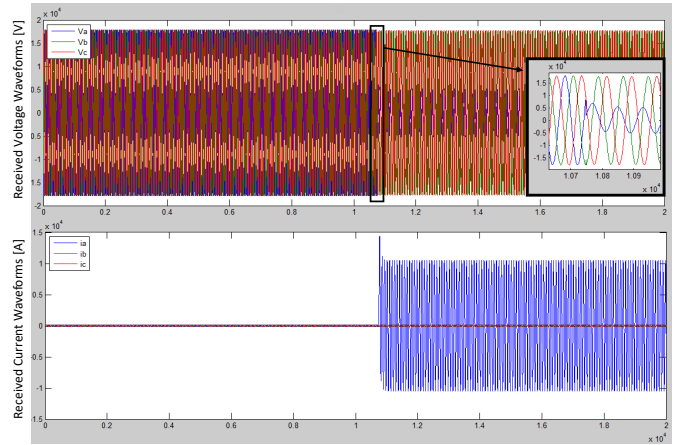 x 10^4
Received Voltage Waveforms [V]
2
1.5
1
0.5
0
-0.5
-1
-1.5
-2
Va
Vb
Vc
x 10^4
1.5
1
0.5
0
-0.5
-1
-1.5
1.07 1.08 1.09
x 10^4
0 0.2 0.4 0.6 0.8 1 1.2 1.4 1.6 1.8 2
x 10^4
Received Current Waveforms [A]
1.5
1
0.5
0
-0.5
-1
-1.5
ia
ib
ic
0 0.2 0.4 0.6 0.8 1 1.2 1.4 1.6 1.8 2
x 10^4